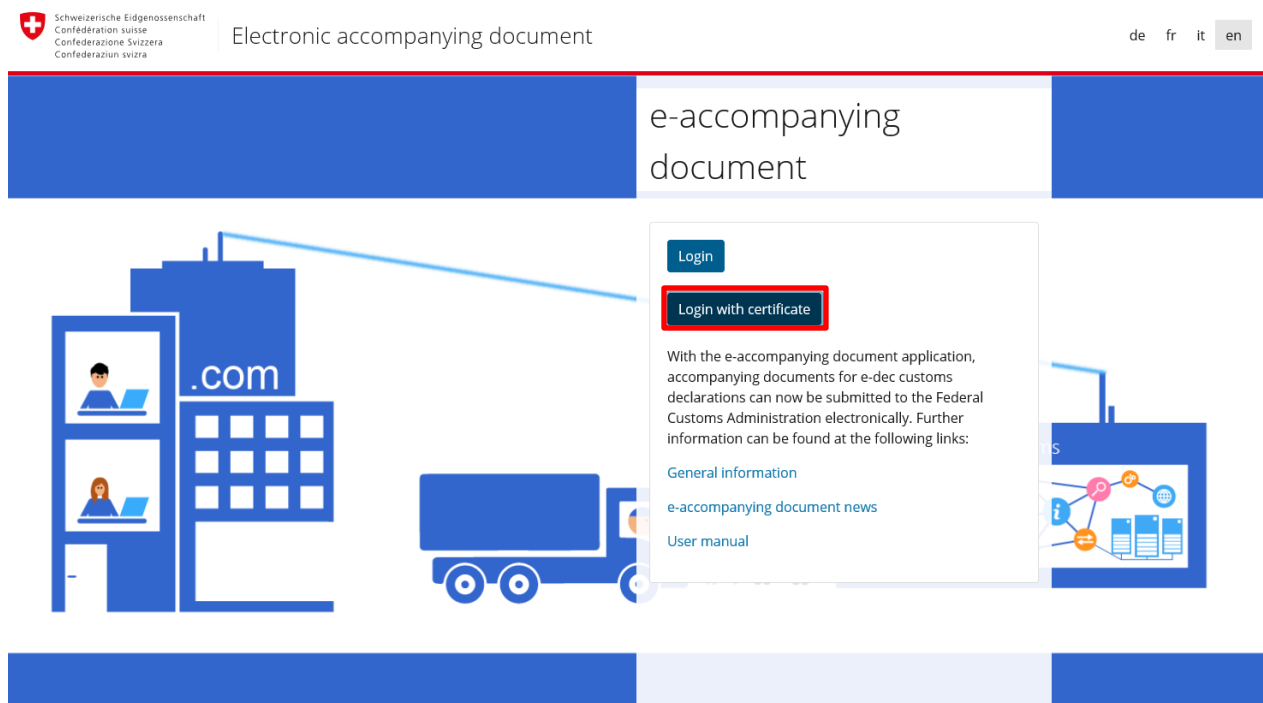 Schweizerische Eidgenossenschaft
Confédération suisse
Confederazione Svizzera
Confederaziun svizra
Electronic accompanying document
de fr it en
e-accompanying
document
Login
Login with certificate
With the e-accompanying document application,
accompanying documents for e-dec customs
declarations can now be submitted to the Federal
Customs Administration electronically. Further
information can be found at the following links:
General information
e-accompanying document news
User manual
.com